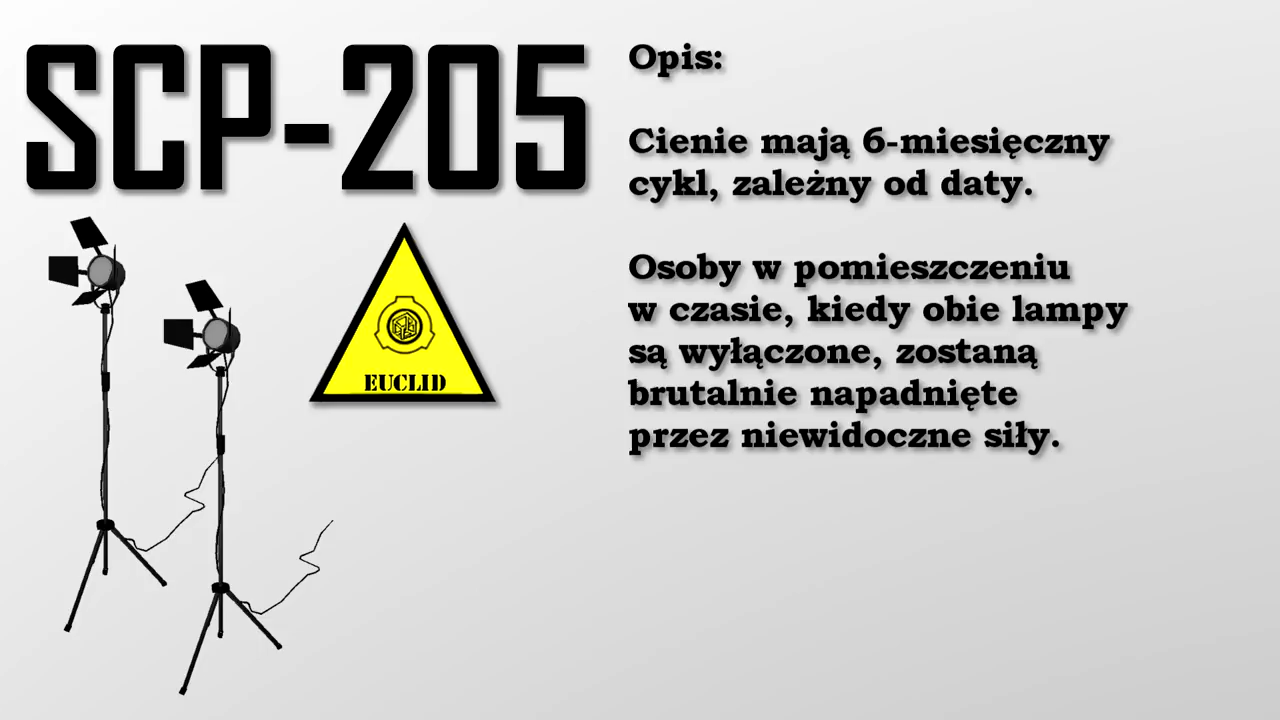 SCP-205
EUCLID
Opis:
Cienie mają 6-miesięczny
cykl, zależny od daty.
Osoby w pomieszczeniu
w czasie, kiedy obie lampy
są wyłączone, zostaną
brutalnie napadnięte
przez niewidoczne siły.